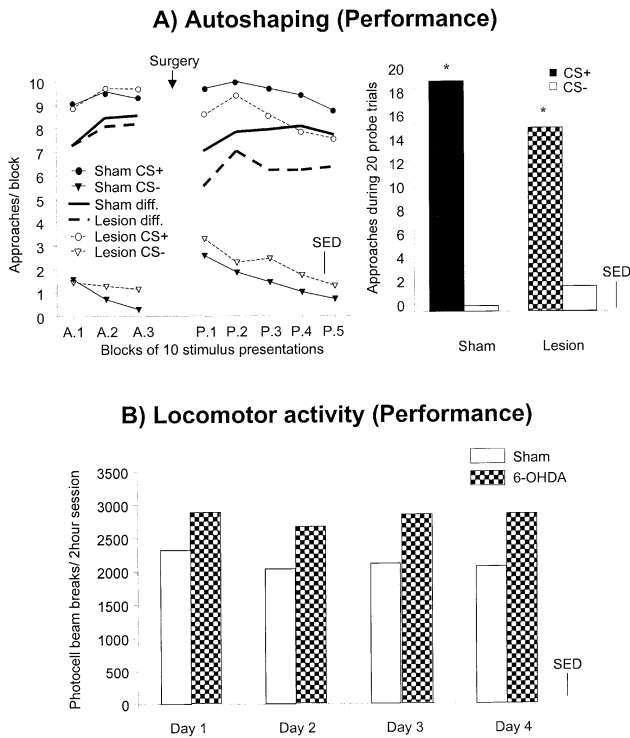 A) Autoshaping (Performance)
Surgery
Approaches/ block
10
9
8
7
6
5
4
3
2
1
0
Sham CS+
Sham CS-
Sham diff.
Lesion diff.
Lesion CS+
Lesion CS-
SED
A.1 A.2 A.3 P.1 P.2 P.3 P.4 P.5
Blocks of 10 stimulus presentations
Approaches during 20 probe trials
20
18
16
14
12
10
8
6
4
2
0
*
*
CS+
CS-
SED
Sham Lesion
B) Locomotor activity (Performance)
Sham
6-OHDA
Photocell beam breaks/ 2hour session
3500
3000
2500
2000
1500
1000
500
0
SED
Day 1 Day 2 Day 3 Day 4